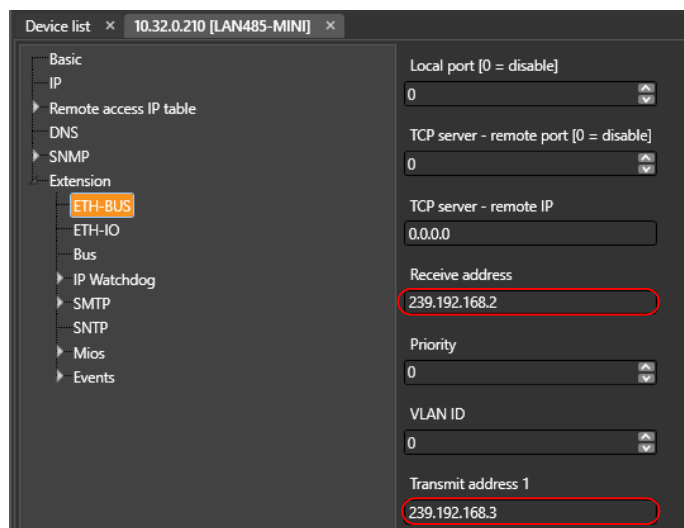 Device list × 10.32.0.210 [LAN485-MINI] ×
Basic
IP
Remote access IP table
DNS
SNMP
Extension
ETH-BUS
ETH-IO
Bus
IP Watchdog
SMTP
SNTP
Mios
Events
Local port [0 = disable]
0
TCP server - remote port [0 = disable]
0
TCP server - remote IP
0.0.0.0
Receive address
239.192.168.2
Priority
0
VLAN ID
0
Transmit address 1
239.192.168.3